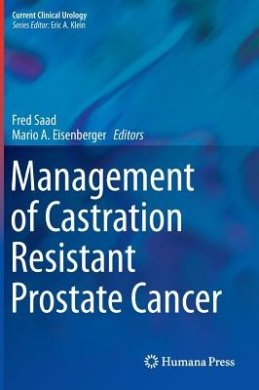 Current Clinical Urology
Series Editor: Eric A. Klein
Fred Saad
Mario A. Eisenberger Editors
Management
of Castration
Resistant
Prostate Cancer
Humana Press